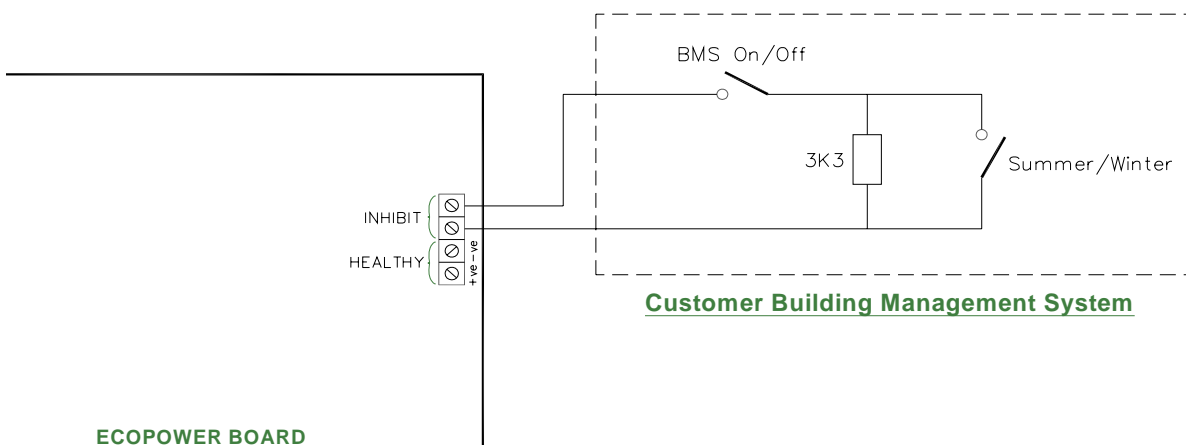 BMS On/Off
3K3
Summer/Winter
INHIBIT
HEALTHY
+ve -ve
Customer Building Management System
ECOPOWER BOARD